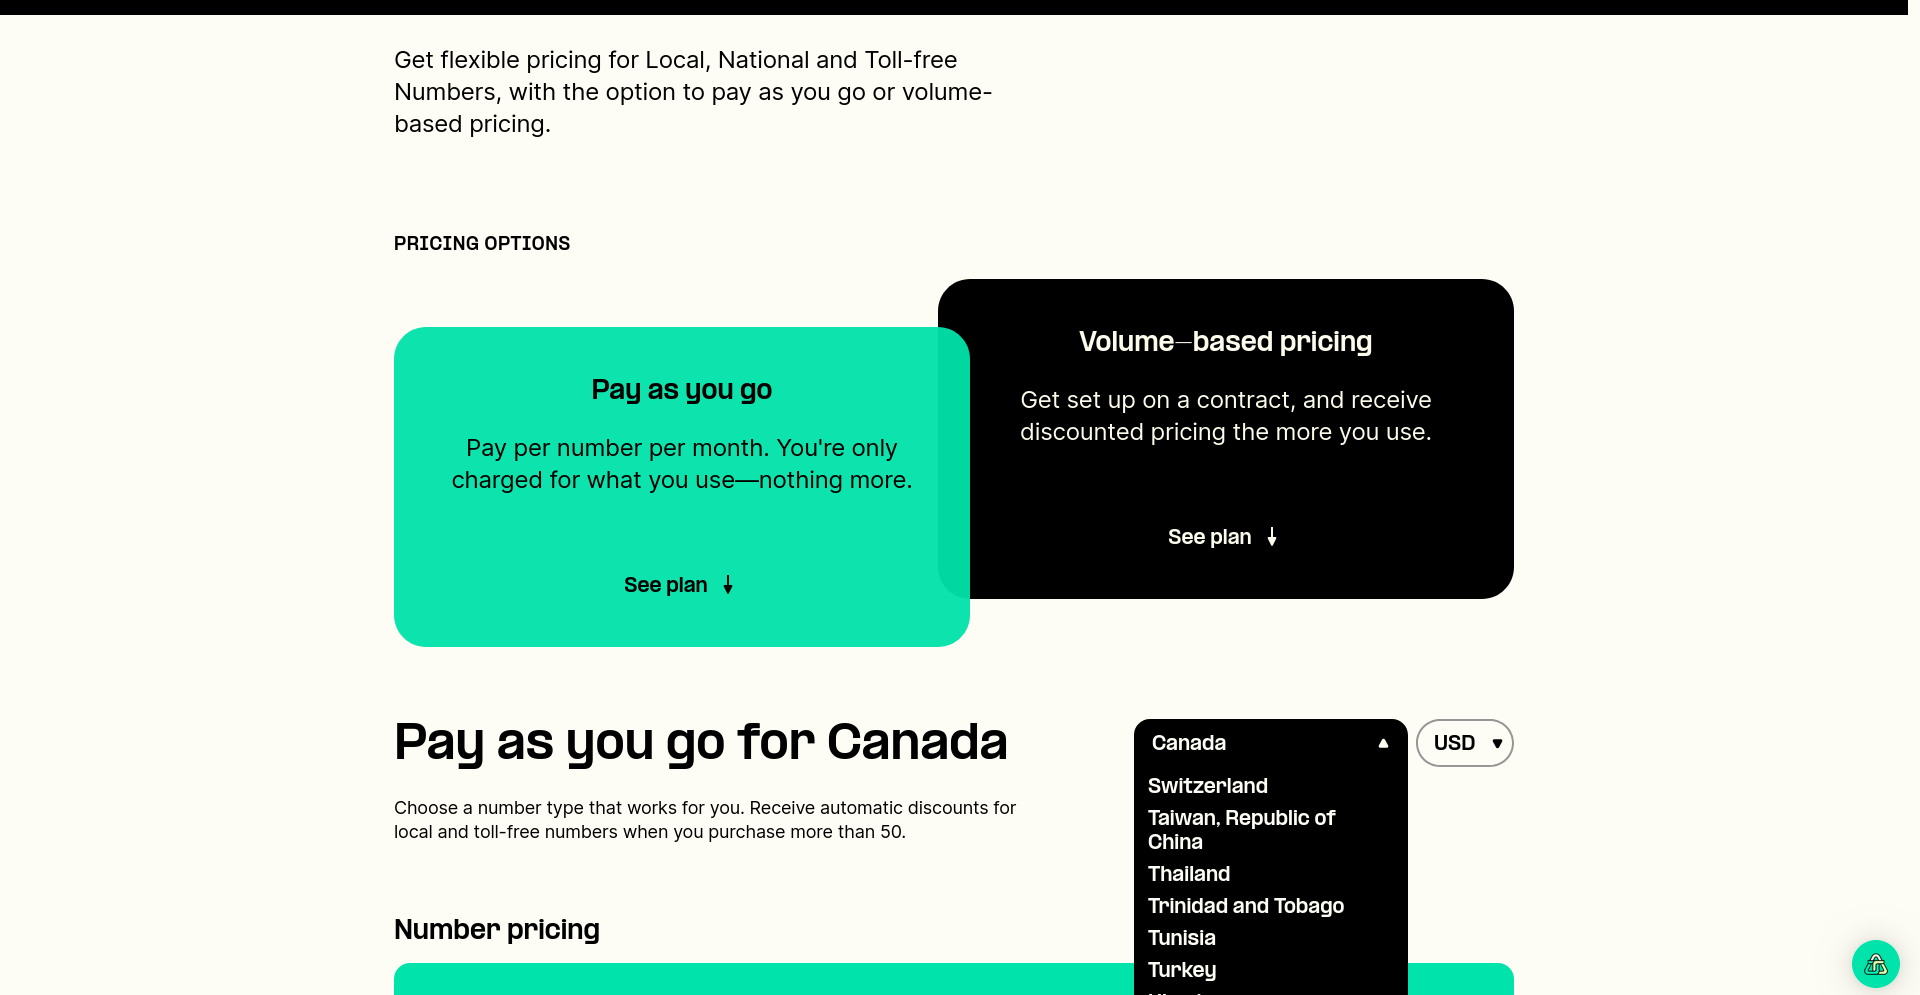 Get flexible pricing for Local, National and Toll-free
Numbers, with the option to pay as you go or volume-
based pricing.
PRICING OPTIONS
Pay as you go
Pay per number per month. You're only
charged for what you use—nothing more.
See plan
Volume-based pricing
Get set up on a contract, and receive
discounted pricing the more you use.
See plan
Pay as you go for Canada
Choose a number type that works for you. Receive automatic discounts for
local and toll-free numbers when you purchase more than 50.
Canada
USD
Switzerland
Taiwan, Republic of
China
Thailand
Trinidad and Tobago
Tunisia
Turkey
Number pricing